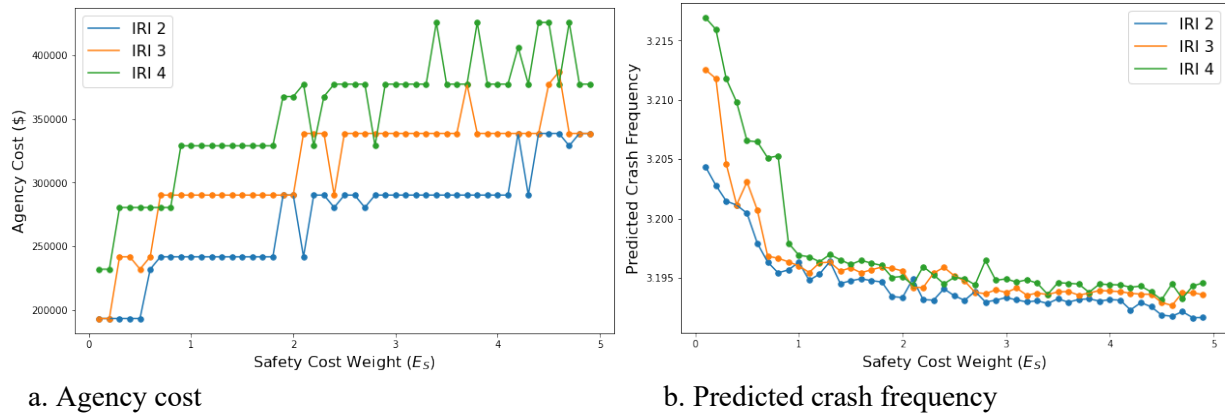 IRI 2
IRI 3
IRI 4
400000
350000
300000
250000
200000
Agency Cost ($)
0 1 2 3 4 5
Safety Cost Weight (E_S)
a. Agency cost
IRI 2
IRI 3
IRI 4
3.215
3.210
3.205
3.200
3.195
Predicted Crash Frequency
0 1 2 3 4 5
Safety Cost Weight (E_S)
b. Predicted crash frequency